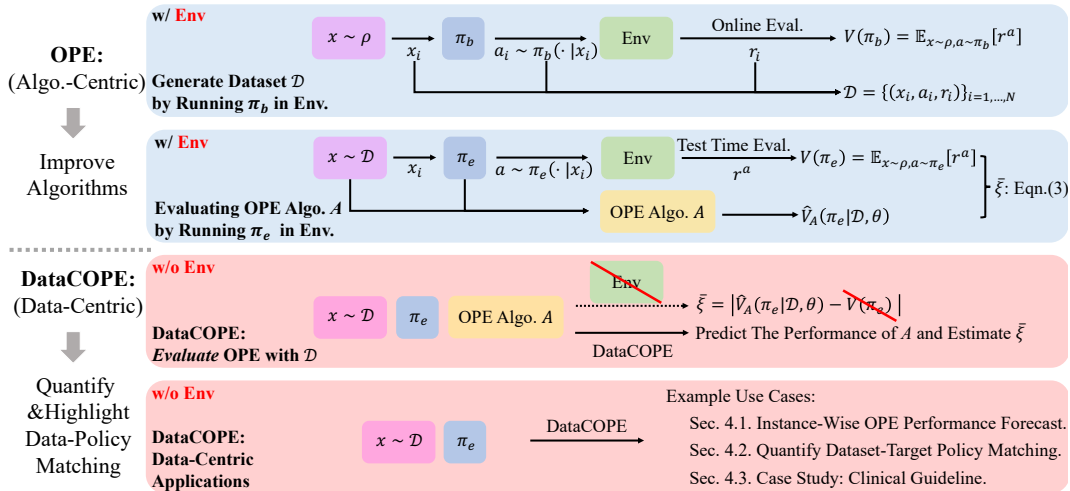 OPE:
(Algo.-Centric)
Improve
Algorithms
DataCOPE:
(Data-Centric)
Quantify
&Highlight
Data-Policy
Matching
w/ Env
x ~ ρ
x_i
π_b
a_i ~ π_b(· |x_i)
Env
Online Eval.
r_i
V(π_b) = 𝔼_{x~ρ,a~π_b}[r^a]
Generate Dataset 𝒟
by Running π_b in Env.
𝒟 = {(x_i, a_i, r_i)}_{i=1,...,N}
w/ Env
x ~ 𝒟
x_i
π_e
a ~ π_e(· |x_i)
Env
Test Time Eval.
r^a
V(π_e) = 𝔼_{x~ρ,a~π_e}[r^a]
ξ̄: Eqn.(3)
Evaluating OPE Algo. A
by Running π_e in Env.
OPE Algo. A
V̂_A(π_e|𝒟, θ)
w/o Env
Env
x ~ 𝒟
π_e
OPE Algo. A
ξ̄ = |V̂_A(π_e|𝒟, θ) − V(π_e) |
Predict The Performance of A and Estimate ξ̄
DataCOPE
DataCOPE:
Evaluate OPE with 𝒟
w/o Env
DataCOPE:
Data-Centric
Applications
x ~ 𝒟
π_e
DataCOPE
Example Use Cases:
Sec. 4.1. Instance-Wise OPE Performance Forecast.
Sec. 4.2. Quantify Dataset-Target Policy Matching.
Sec. 4.3. Case Study: Clinical Guideline.